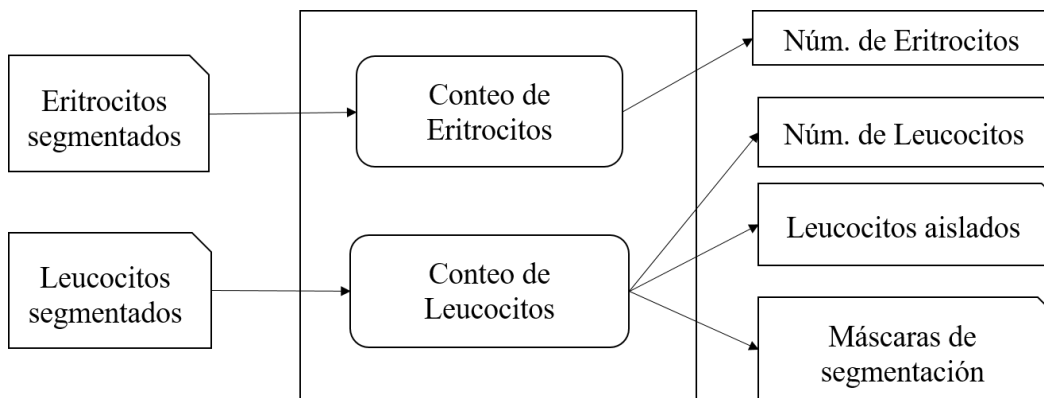 Eritrocitos
segmentados
Conteo de
Eritrocitos
Núm. de Eritrocitos
Núm. de Leucocitos
Leucocitos aislados
Leucocitos
segmentados
Conteo de
Leucocitos
Máscaras de
segmentación